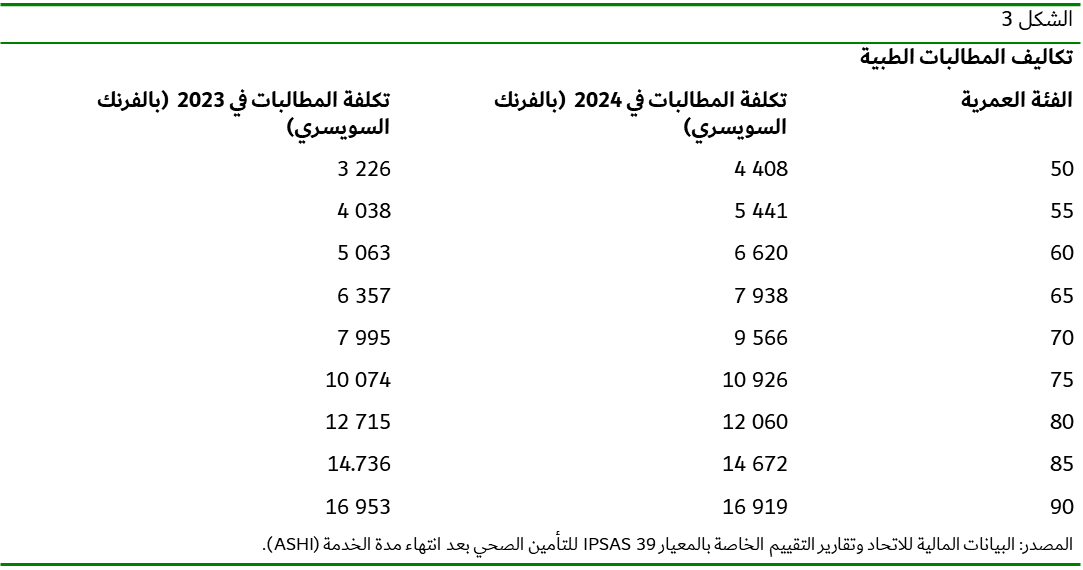 الشكل 3
تكاليف المطالبات الطبية
الفئة العمرية تكلفة المطالبات في 2024 (بالفرنك السويسري) تكلفة المطالبات في 2023 (بالفرنك السويسري)
50 4 408 3 226
55 5 441 4 038
60 6 620 5 063
65 7 938 6 357
70 9 566 7 995
75 10 926 10 074
80 12 060 12 715
85 14 672 14.736
90 16 919 16 953
المصدر: البيانات المالية للاتحاد وتقارير التقييم الخاصة بالمعيار IPSAS 39 للتأمين الصحي بعد انتهاء مدة الخدمة (ASHI).